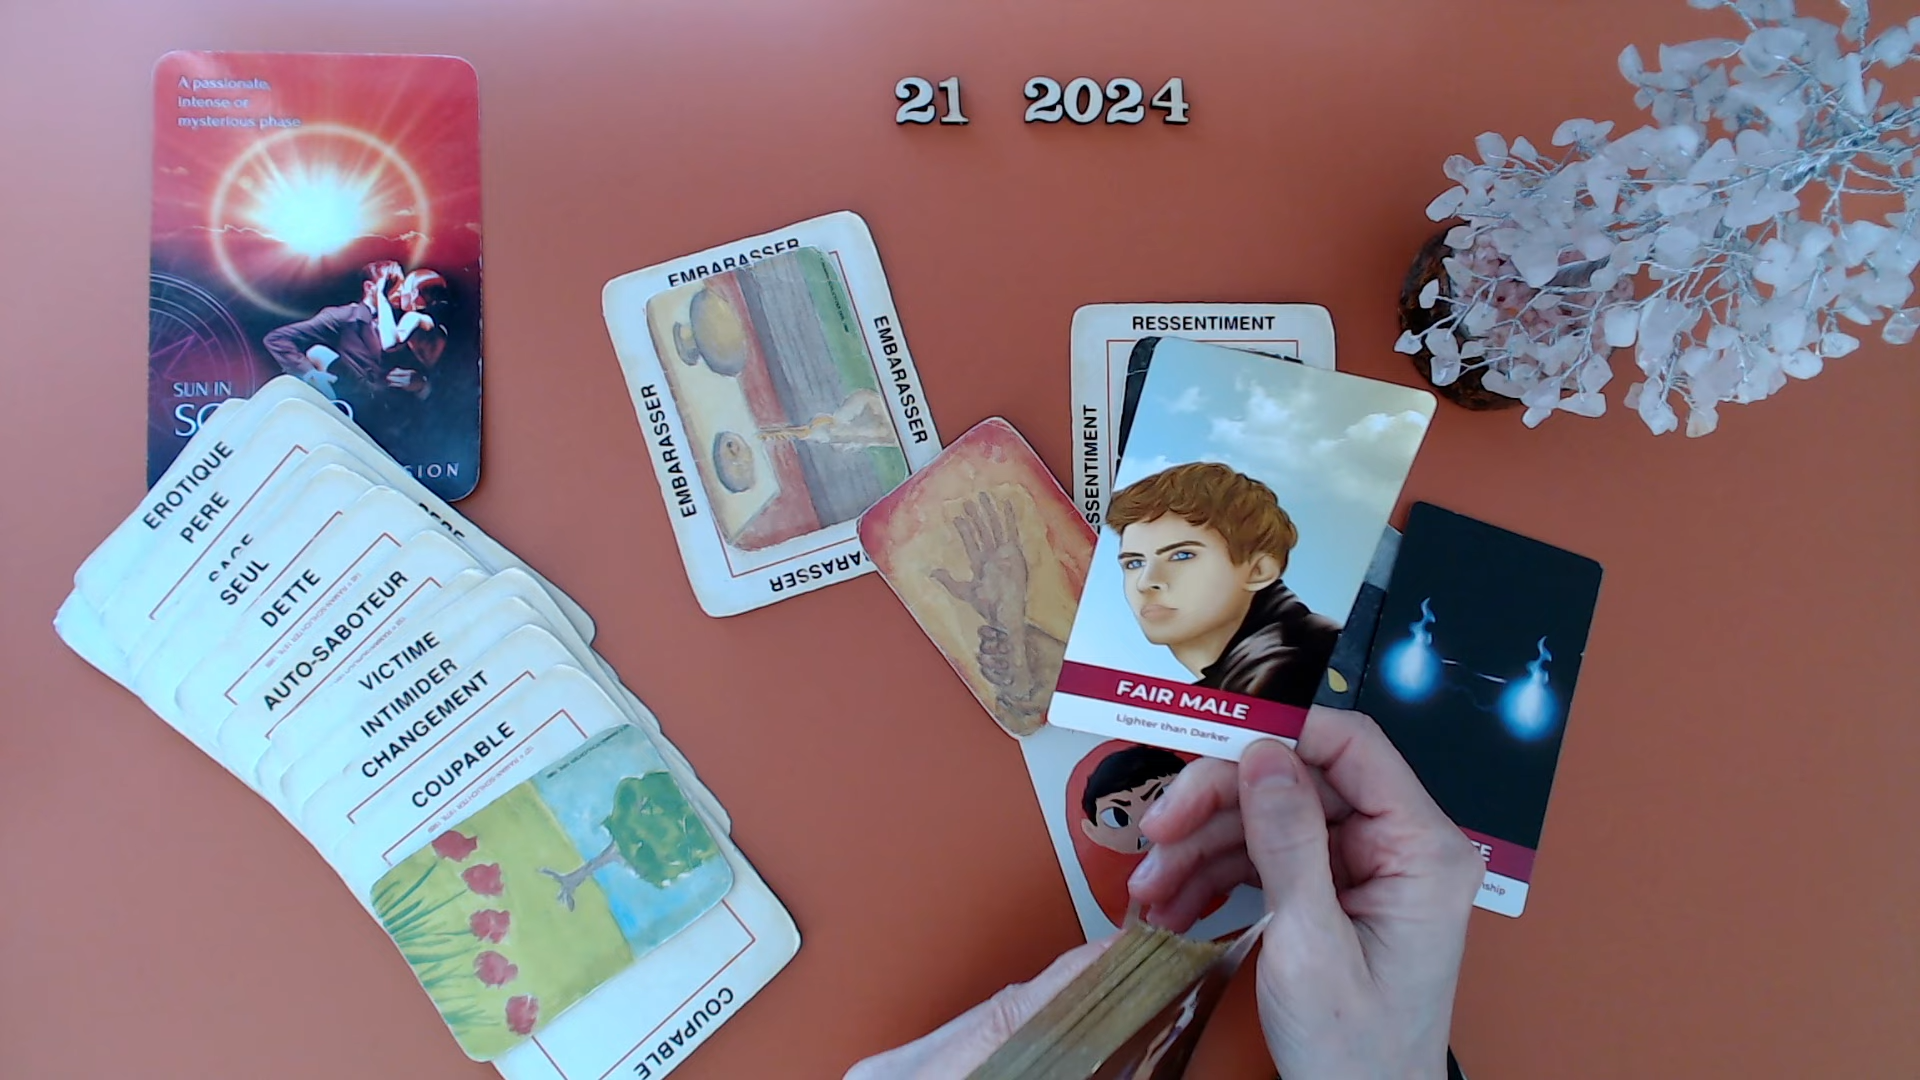 A passionate,
intense or
mysterious phase
21 2024
SUN IN
EMBARASSER
EMBARASSER
EMBARASSER
EMBARASSER
RESSENTIMENT
EROTIQUE
PERE
SAGE
SEUL
DETTE
AUTO-SABOTEUR
VICTIME
INTIMIDER
CHANGEMENT
COUPABLE
COUPABLE
FAIR MALE
Lighter than Darker